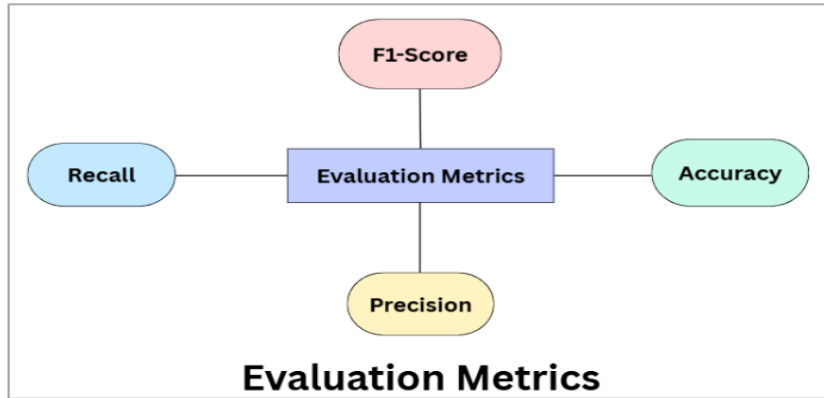 F1-Score
Recall
Evaluation Metrics
Accuracy
Precision
Evaluation Metrics